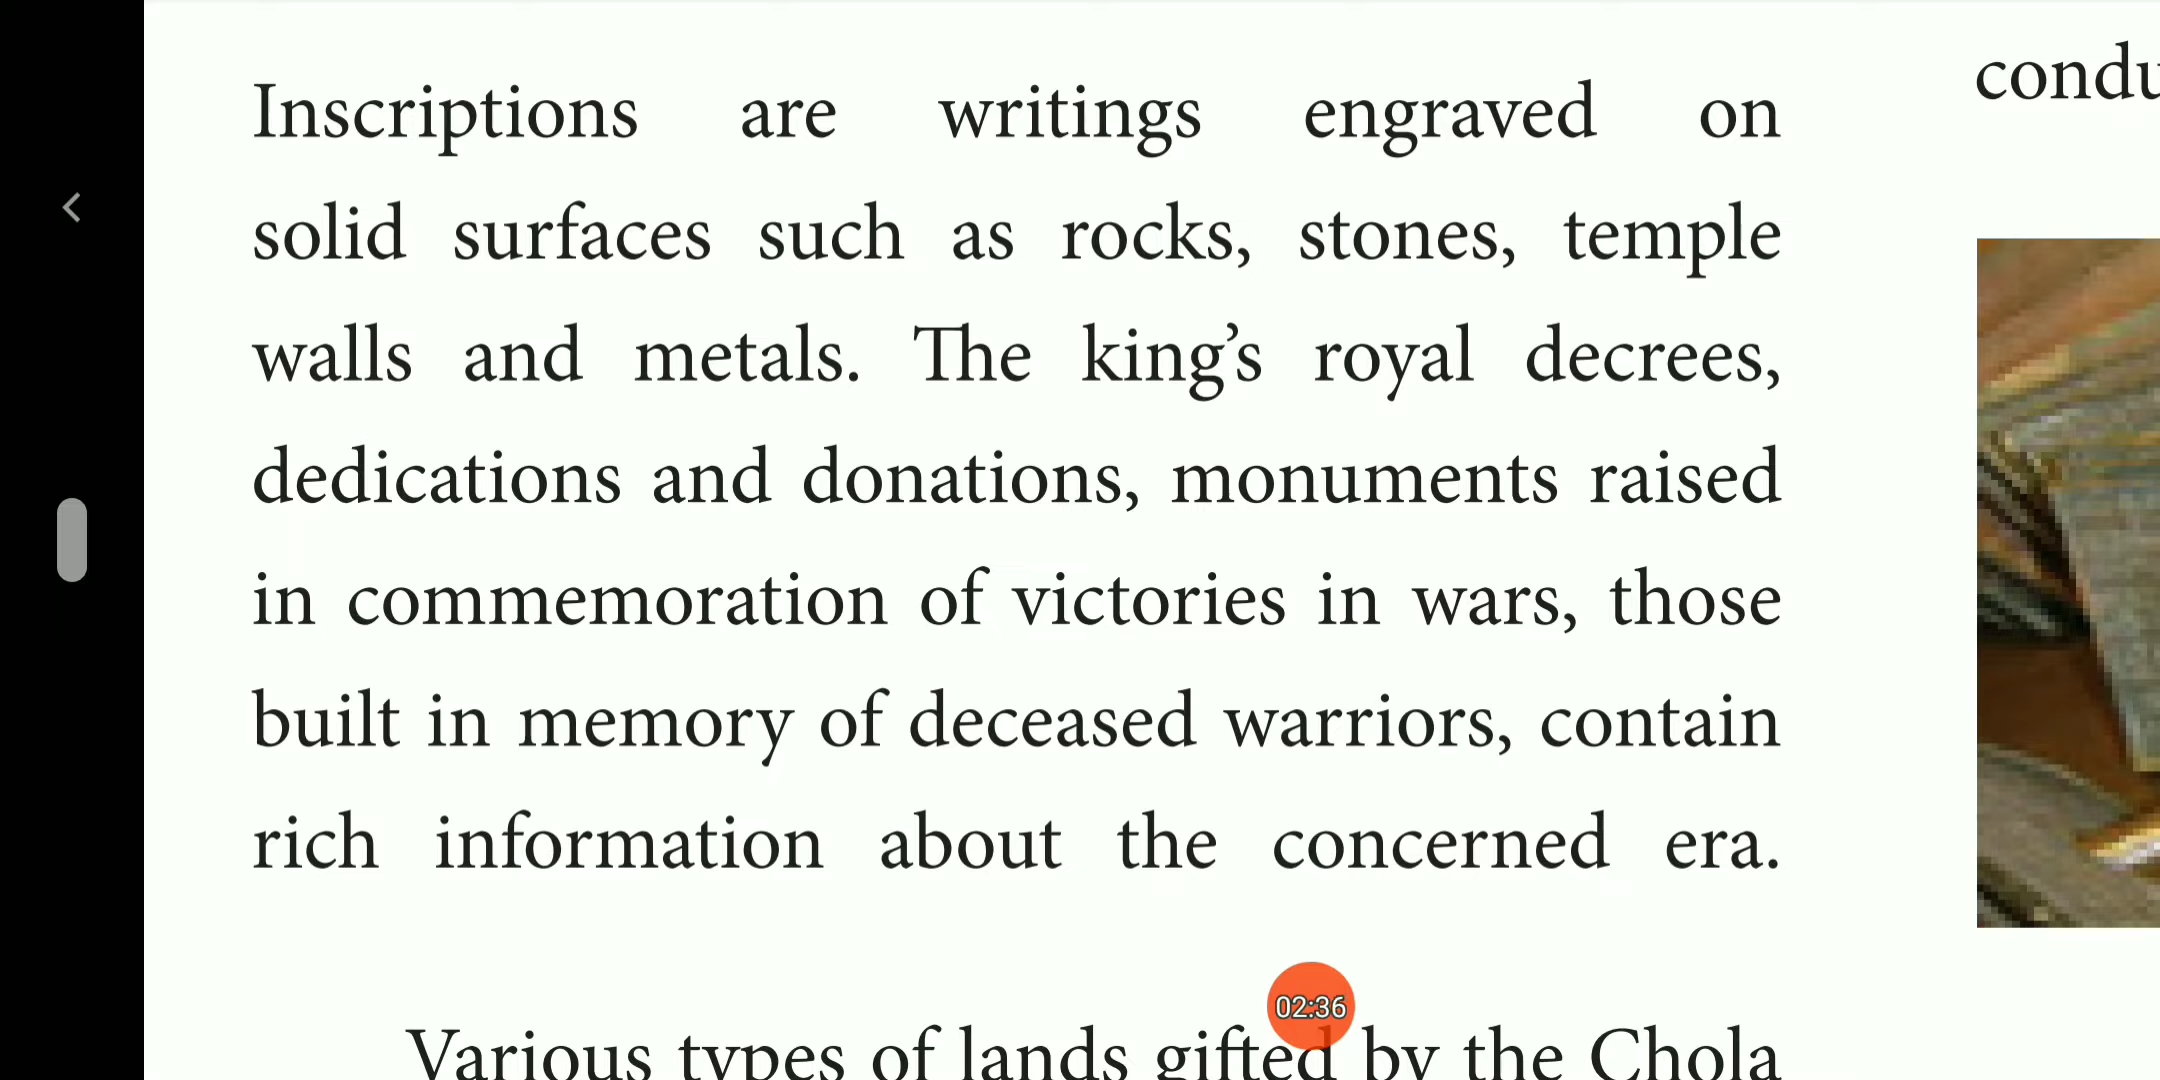 Inscriptions are writings engraved on
solid surfaces such as rocks, stones, temple
walls and metals. The king’s royal decrees,
dedications and donations, monuments raised
in commemoration of victories in wars, those
built in memory of deceased warriors, contain
rich information about the concerned era.
02:36
Various types of lands gifted by the Chola